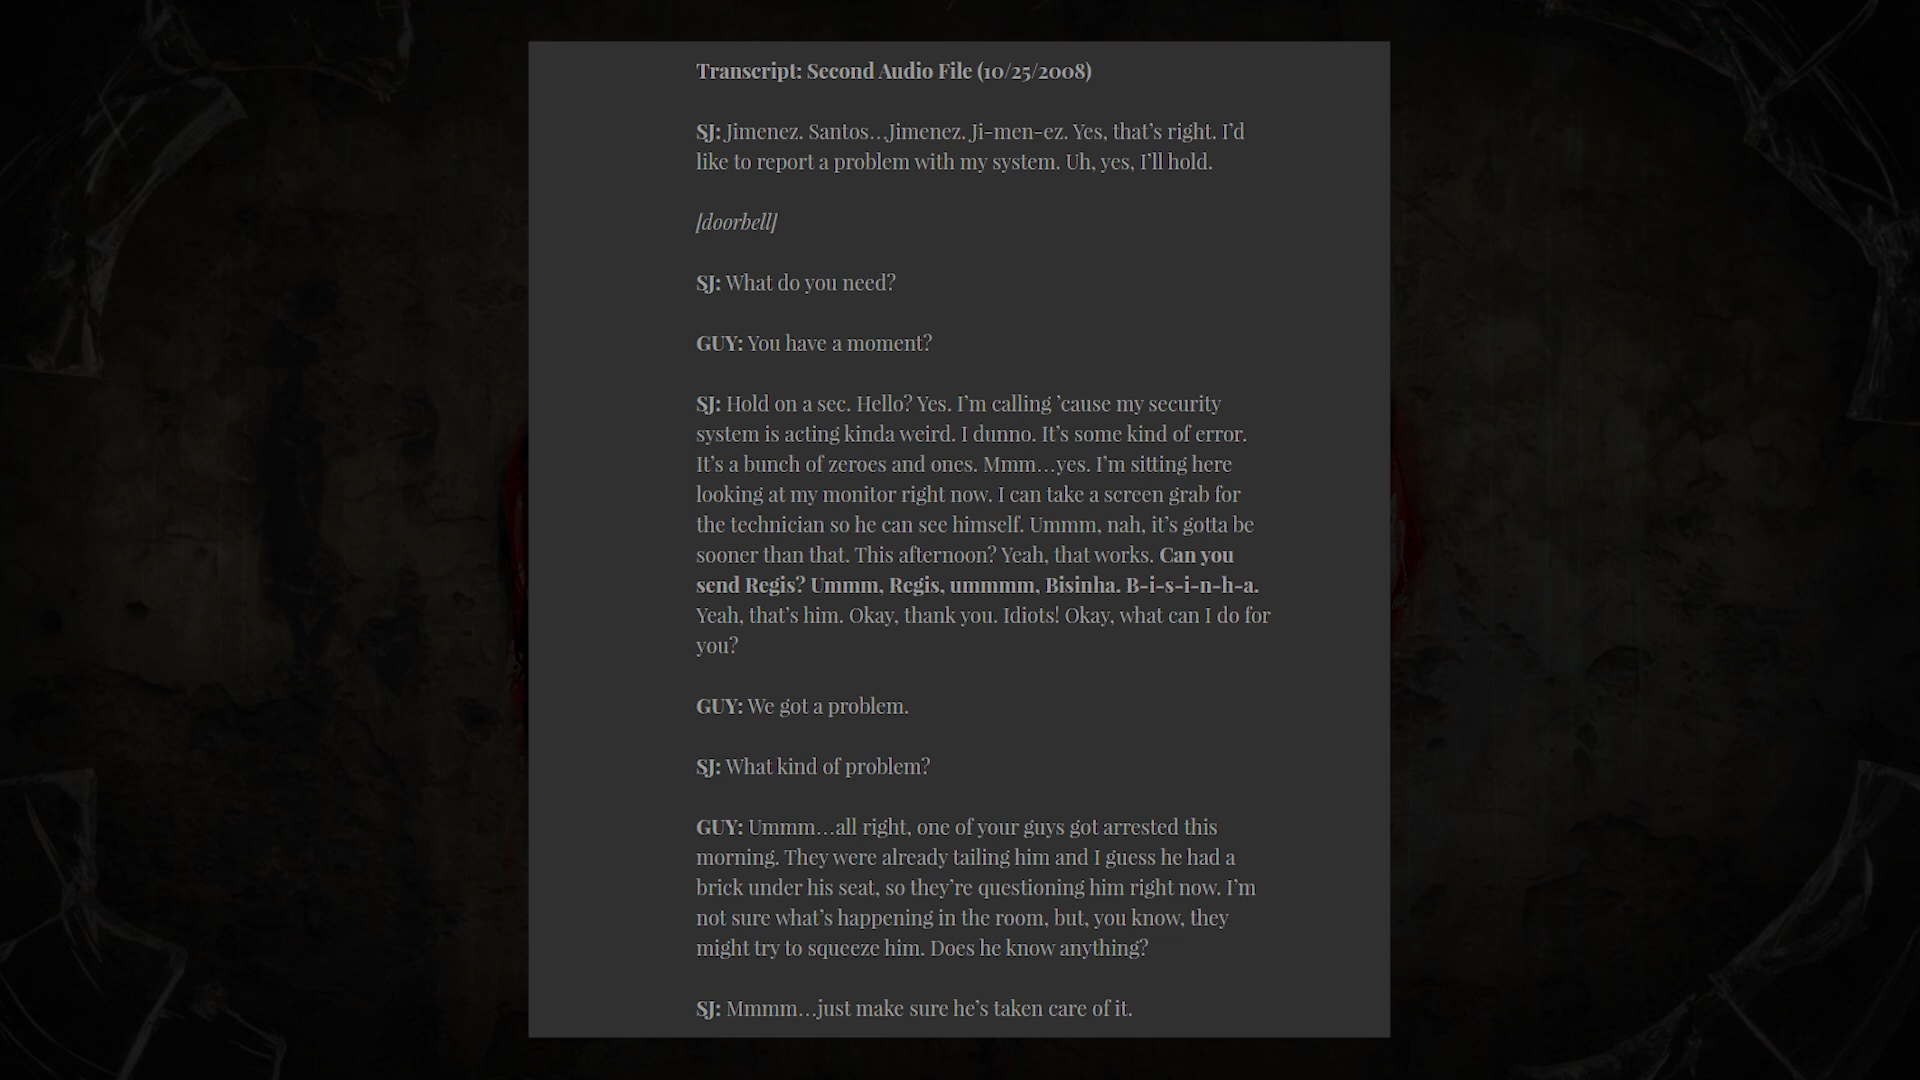 Transcript: Second Audio File (10/25/2008)
SJ: Jimenez. Santos…Jimenez. Ji-men-ez. Yes, that’s right. I’d
like to report a problem with my system. Uh, yes, I’ll hold.
[doorbell]
SJ: What do you need?
GUY: You have a moment?
SJ: Hold on a sec. Hello? Yes. I’m calling ’cause my security
system is acting kinda weird. I dunno. It’s some kind of error.
It’s a bunch of zeroes and ones. Mmm…yes. I’m sitting here
looking at my monitor right now. I can take a screen grab for
the technician so he can see himself. Ummm, nah, it’s gotta be
sooner than that. This afternoon? Yeah, that works. Can you
send Regis? Ummm, Regis, ummmm, Bisinha. B-i-s-i-n-h-a.
Yeah, that’s him. Okay, thank you. Idiots! Okay, what can I do for
you?
GUY: We got a problem.
SJ: What kind of problem?
GUY: Ummm…all right, one of your guys got arrested this
morning. They were already tailing him and I guess he had a
brick under his seat, so they’re questioning him right now. I’m
not sure what’s happening in the room, but, you know, they
might try to squeeze him. Does he know anything?
SJ: Mmmm…just make sure he’s taken care of it.